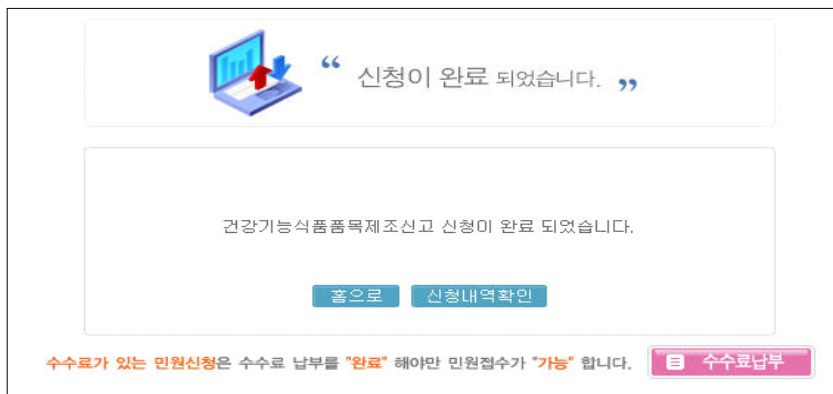 “ 신청이 완료 되었습니다. ”
건강기능식품품목제조신고 신청이 완료 되었습니다.
홈으로 신청내역확인
수수료가 있는 민원신청은 수수료 납부를 "완료" 해야만 민원접수가 "가능" 합니다. 수수료납부